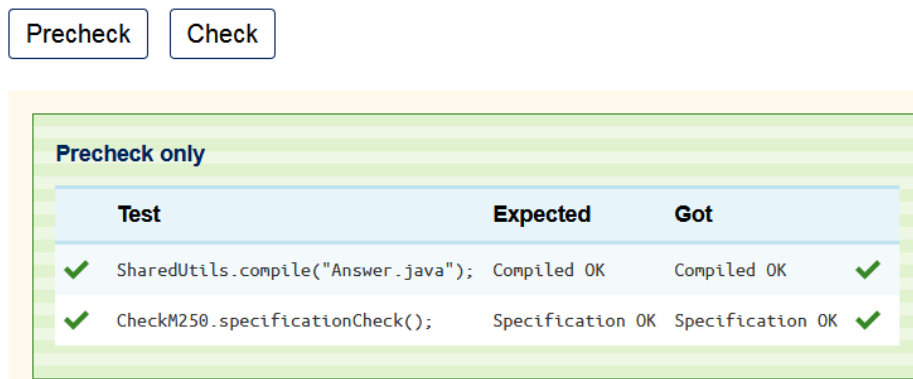 Precheck Check
Precheck only
Test Expected Got
SharedUtils.compile("Answer.java"); Compiled OK Compiled OK
CheckM250.specificationCheck(); Specification OK Specification OK